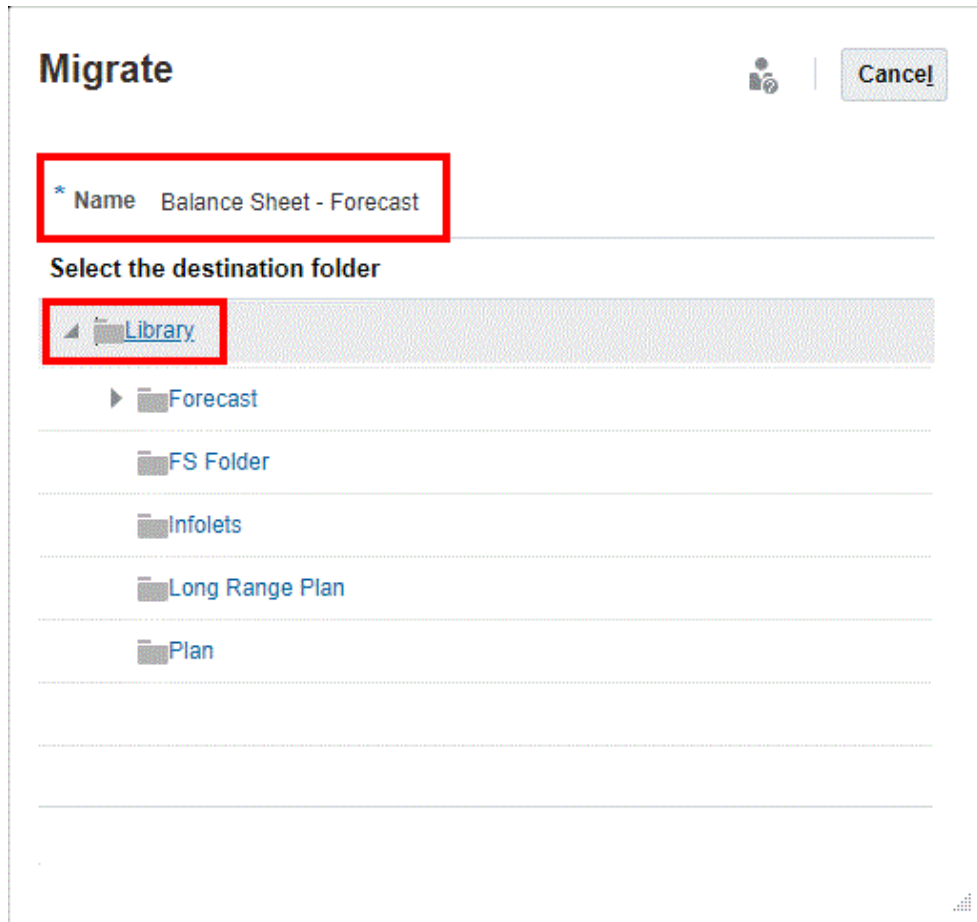 Migrate
Cancel
* Name Balance Sheet - Forecast
Select the destination folder
Library
Forecast
FS Folder
Infolets
Long Range Plan
Plan